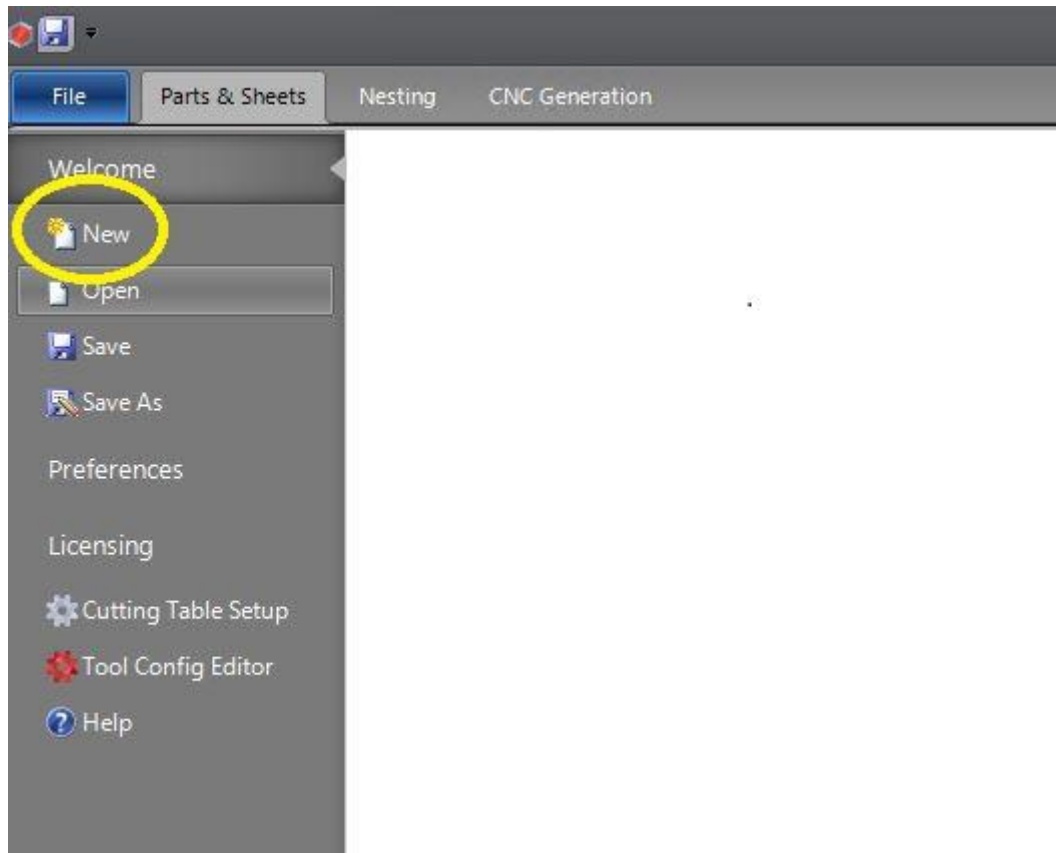 File Parts & Sheets Nesting CNC Generation
Welcome
New
Open
Save
Save As
Preferences
Licensing
Cutting Table Setup
Tool Config Editor
Help